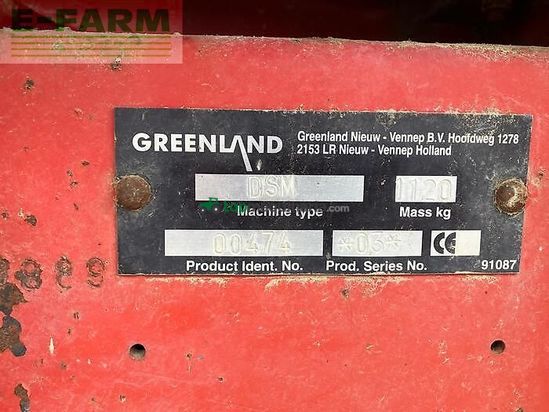 E-FARM
GREENLAND
Greenland Nieuw - Vennep B.V. Hoofdweg 1278
2153 LR Nieuw - Vennep Holland
DSM
1120
Machine type
Mass kg
00474
*03*
CE
Product Ident. No.
Prod. Series No.
91087